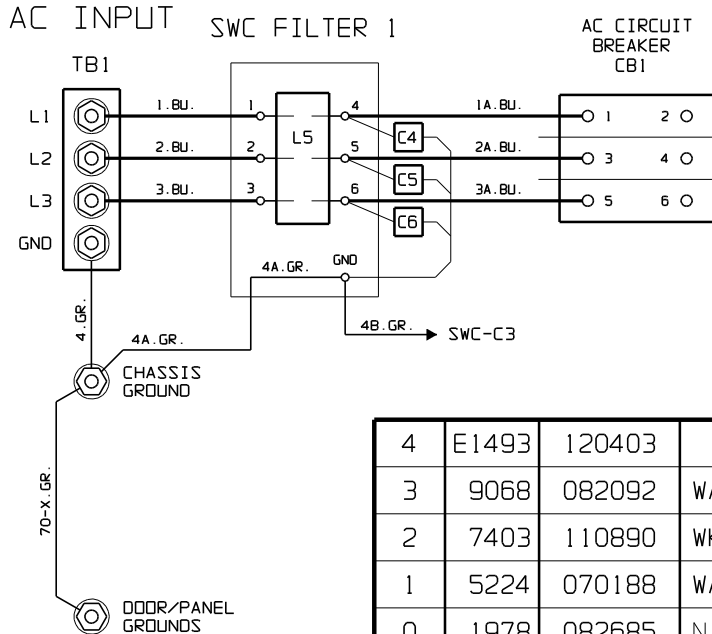 AC INPUT
SWC FILTER 1
AC CIRCUIT
BREAKER
CB1
TB1
L1
1.BU.
1
4
1A.BU.
1
2
L5
C4
L2
2.BU.
2
5
2A.BU.
3
4
C5
L3
3.BU.
3
6
3A.BU.
5
6
C6
GND
4A.GR.
GND
4.GR.
4A.GR.
4B.GR.
SWC-C3
CHASSIS
GROUND
70-X.GR.
DOOR/PANEL
GROUNDS
4 E1493 120403
3 9068 082092
2 7403 110890
1 5224 070188
0 1978 082685